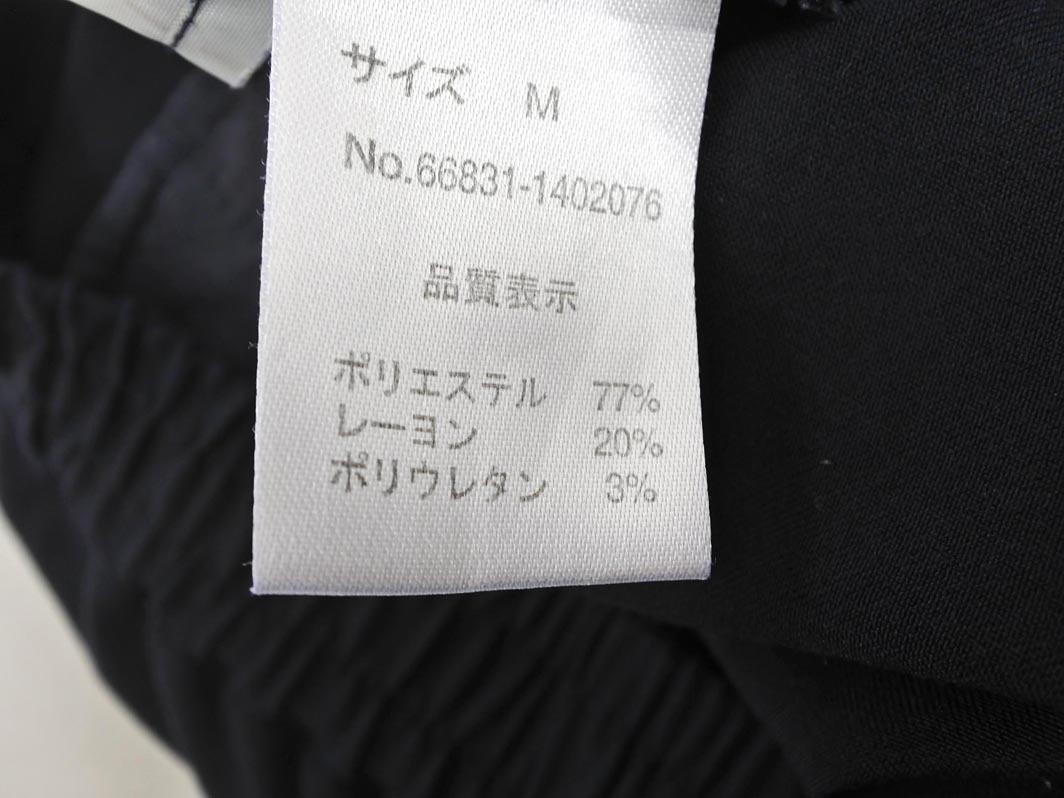 サイズ M
No.66831-1402076
品質表示
ポリエステル 77%
レーヨン 20%
ポリウレタン 3%